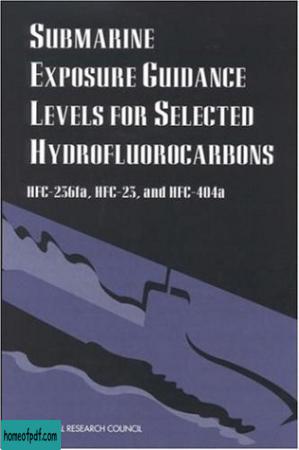 SUBMARINE
EXPOSURE GUIDANCE
LEVELS FOR SELECTED
HYDROFLUOROCARBONS
HFC-236fa, HFC-23, and HFC-404a
RESEARCH COUNCIL
homeofpdf.com